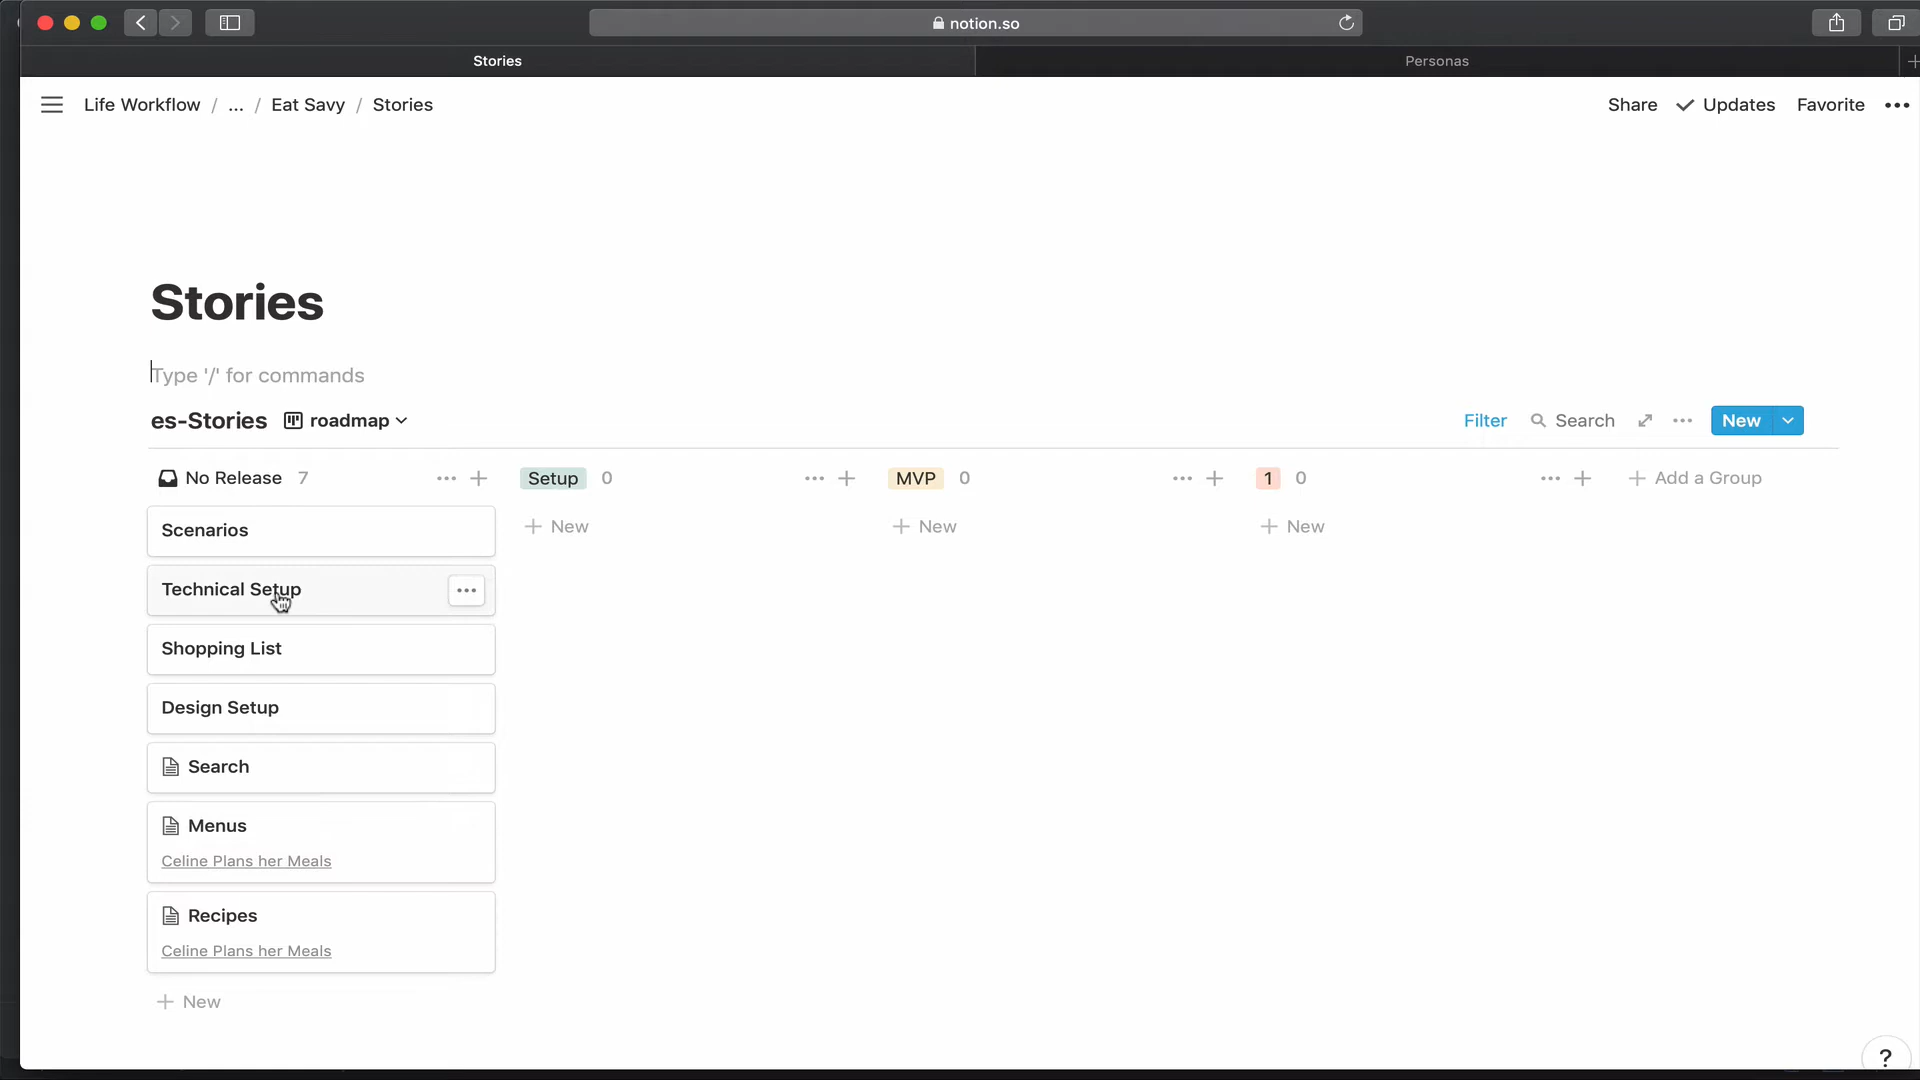 notion.so
Stories
Personas
Life Workflow / ... / Eat Savy / Stories
Share Updates Favorite
Stories
Type '/' for commands
es-Stories roadmap
Filter Search New
No Release 7
Setup 0
MVP 0
1 0
Add a Group
Scenarios
New
New
New
Technical Setup
Shopping List
Design Setup
Search
Menus
Celine Plans her Meals
Recipes
Celine Plans her Meals
New
?